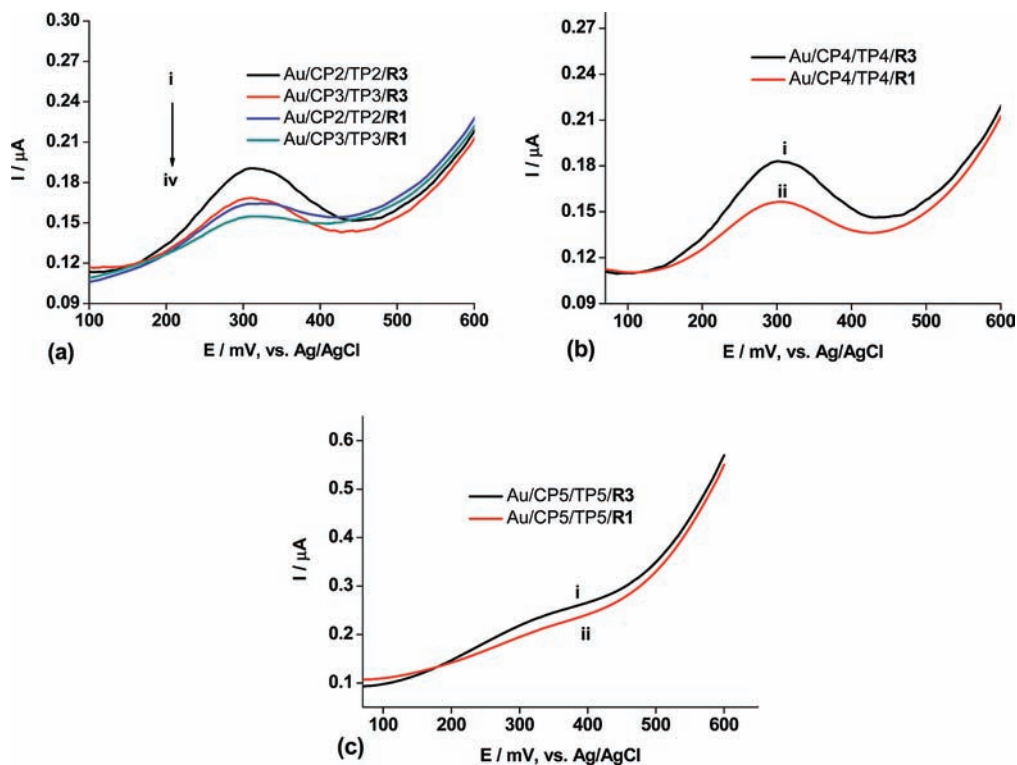 0.30
0.27
0.24
0.21
0.18
0.15
0.12
0.09
I / μA
i
iv
Au/CP2/TP2/R3
Au/CP3/TP3/R3
Au/CP2/TP2/R1
Au/CP3/TP3/R1
100 200 300 400 500 600
E / mV, vs. Ag/AgCl
(a)
0.27
0.24
0.21
0.18
0.15
0.12
0.09
I / μA
Au/CP4/TP4/R3
Au/CP4/TP4/R1
i
ii
100 200 300 400 500 600
E / mV, vs. Ag/AgCl
(b)
0.6
0.5
0.4
0.3
0.2
0.1
I / μA
Au/CP5/TP5/R3
Au/CP5/TP5/R1
i
ii
100 200 300 400 500 600
E / mV, vs. Ag/AgCl
(c)